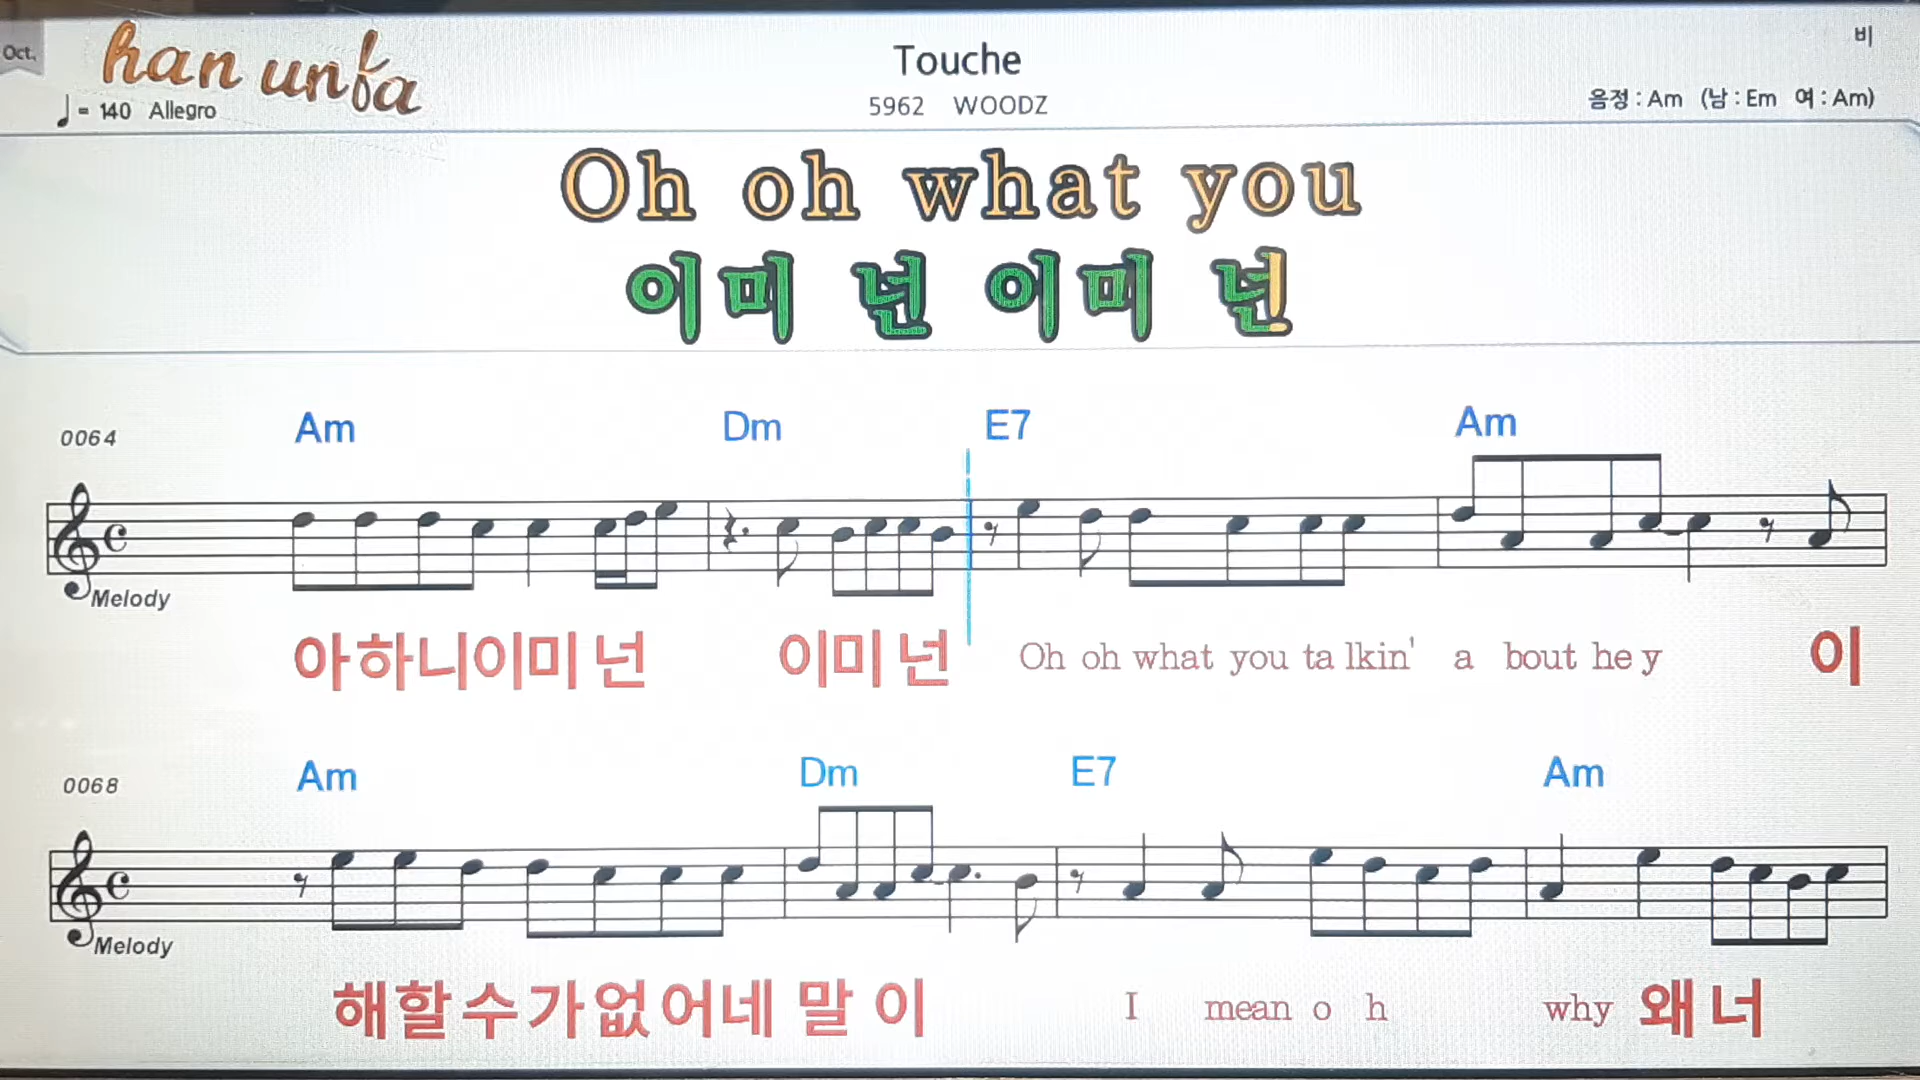 Oct.
han unfa
Touche
비
♩= 140 Allegro
5962 WOODZ
음정 : Am (남 : Em 여 : Am)
Oh oh what you
이미 넌 이미 넌
0064
Am Dm E7 Am
Melody
아하니이미 넌 이미 넌 Oh oh what you ta lkin' a bout he y 이
0068
Am Dm E7 Am
Melody
해할수가없어네 말 이 I mean o h why 왜 너